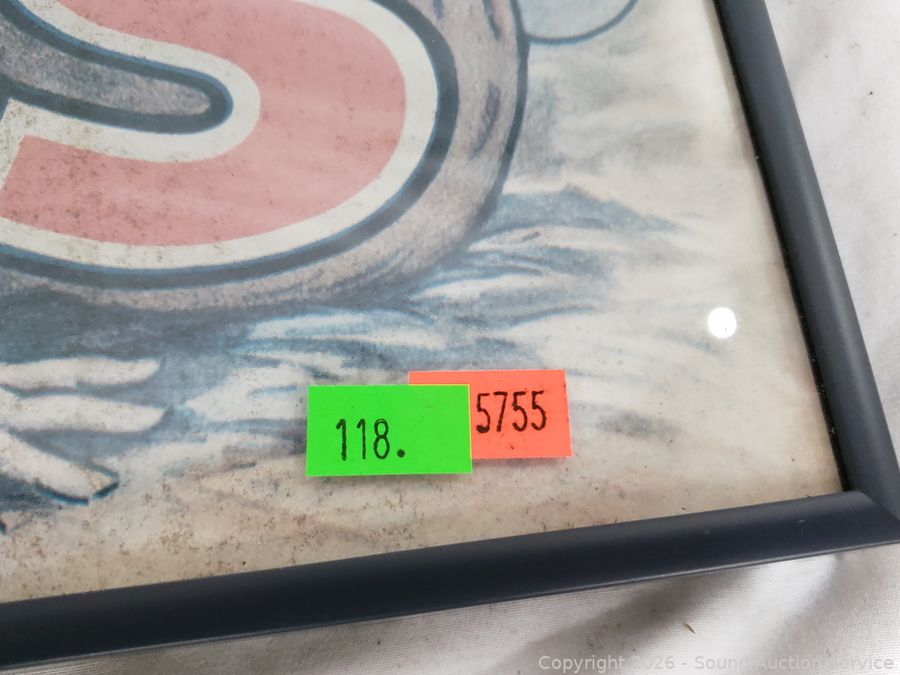 S
118.
5755
Copyright 2026 - Sound Auction Service